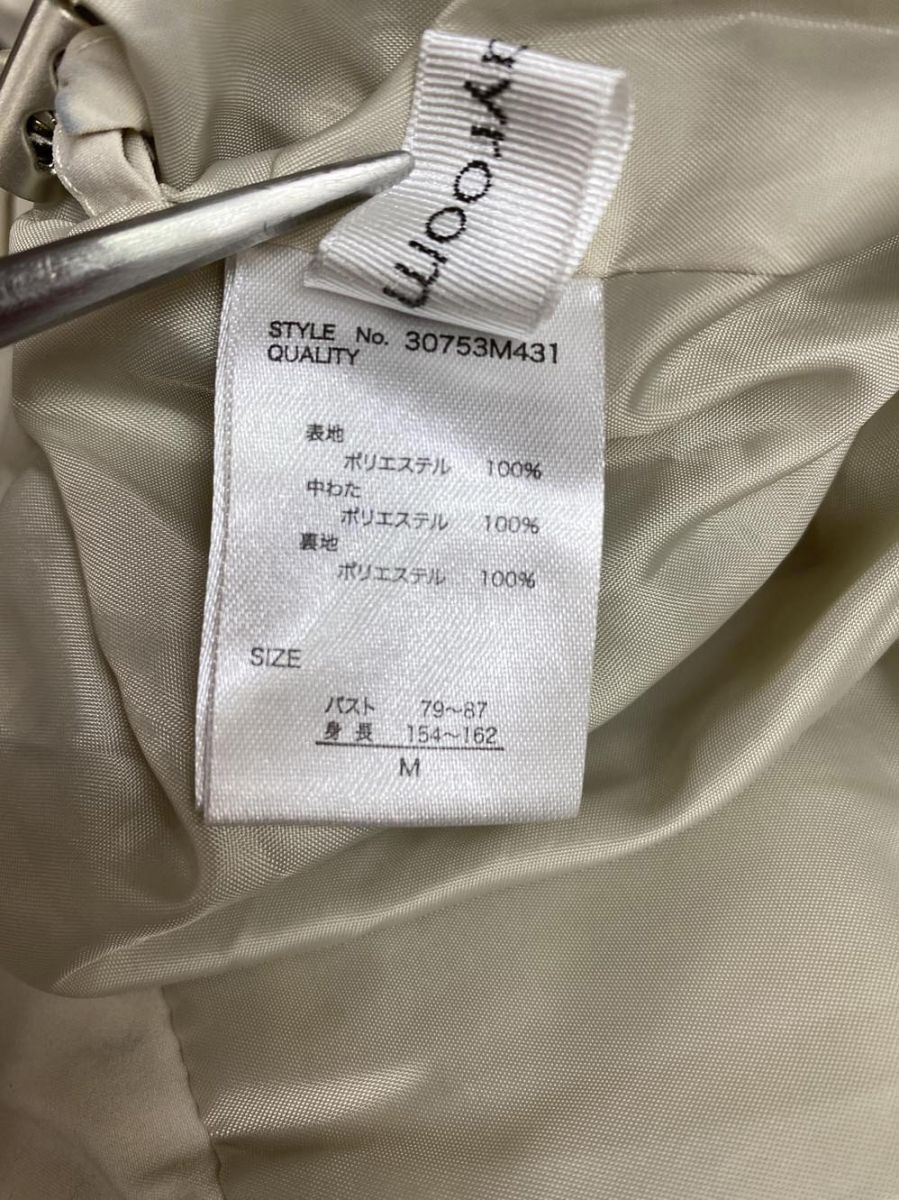 yroom
STYLE No. 30753M431
QUALITY
表地
ポリエステル 100%
中わた
ポリエステル 100%
裏地
ポリエステル 100%
SIZE
バスト 79~87
身長 154~162
M